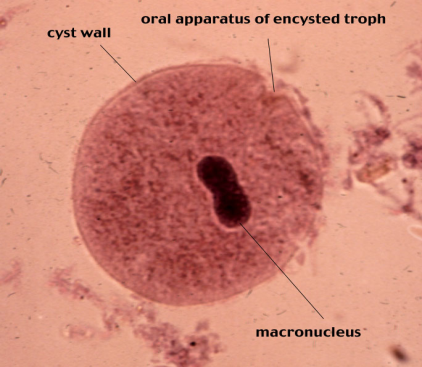 oral apparatus of encysted troph
cyst wall
macronucleus